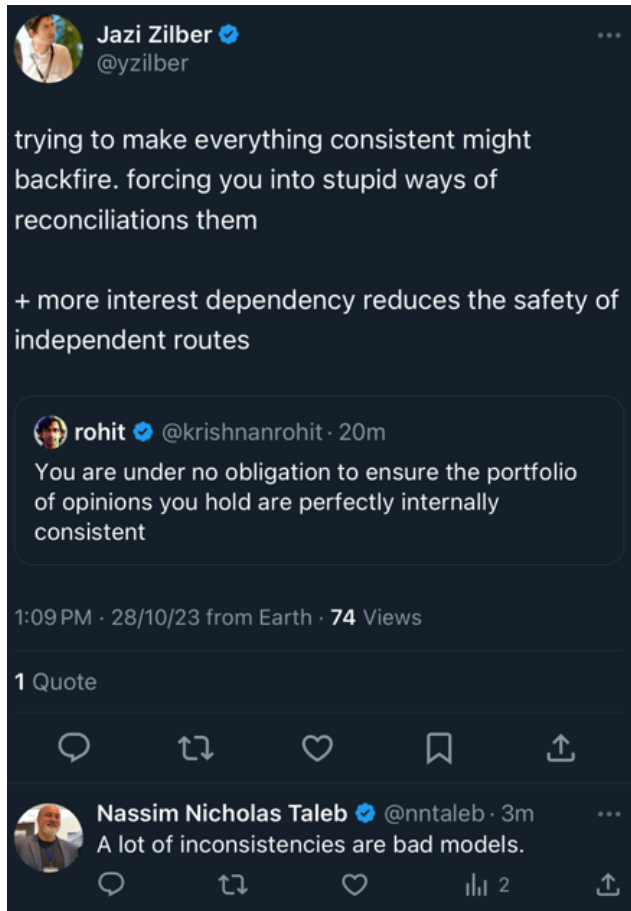 Jazi Zilber
@yzilber
trying to make everything consistent might
backfire. forcing you into stupid ways of
reconciliations them
+ more interest dependency reduces the safety of
independent routes
rohit @krishnanrohit · 20m
You are under no obligation to ensure the portfolio
of opinions you hold are perfectly internally
consistent
1:09 PM · 28/10/23 from Earth · 74 Views
1 Quote
Nassim Nicholas Taleb @nntaleb · 3m
A lot of inconsistencies are bad models.
2